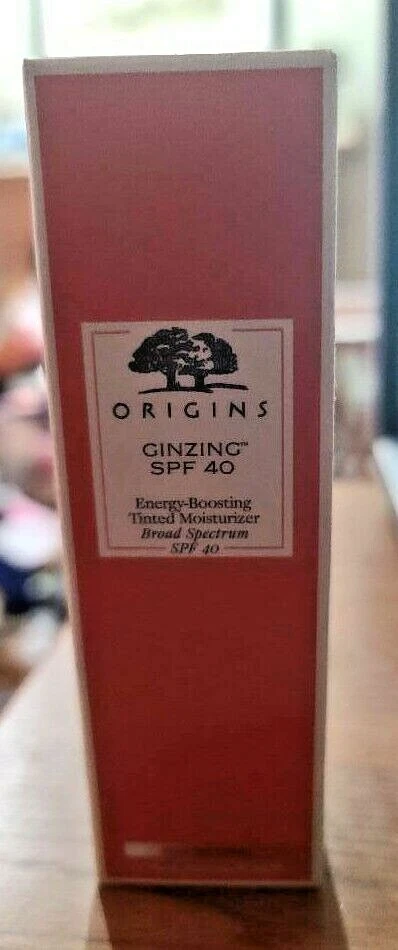 ORIGINS
GINZING™
SPF 40
Energy-Boosting
Tinted Moisturizer
Broad Spectrum
SPF 40